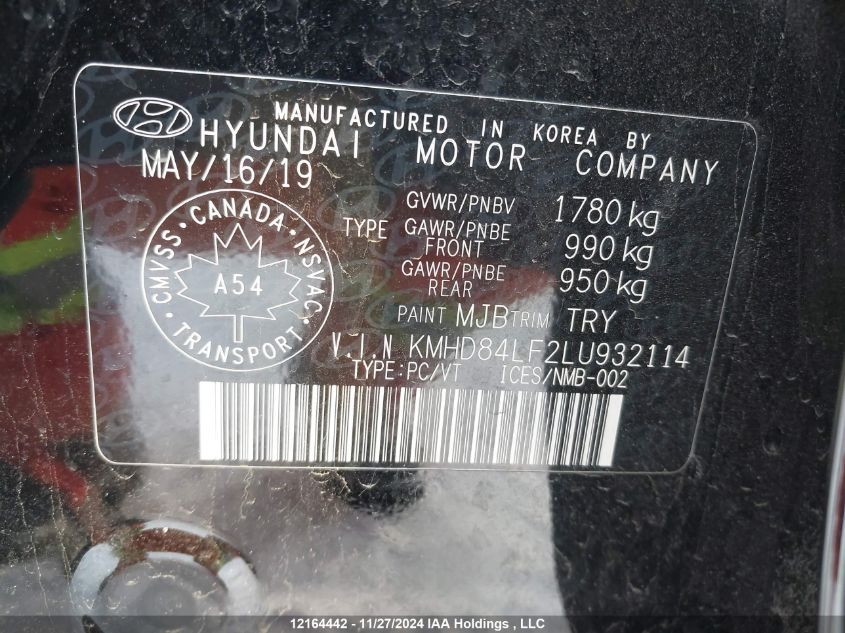 MANUFACTURED IN KOREA BY
HYUNDAI MOTOR COMPANY
MAY/16/19
GVWR/PNBV 1780 kg
TYPE GAWR/PNBE FRONT 990 kg
GAWR/PNBE REAR 950 kg
CANADA
CMVSS NSVAC
A54
TRANSPORT
PAINT MJB TRIM TRY
V.I.N KMHD84LF2LU932114
TYPE:PC/VT ICES/NMB-002
12164442 - 11/27/2024 IAA Holdings , LLC